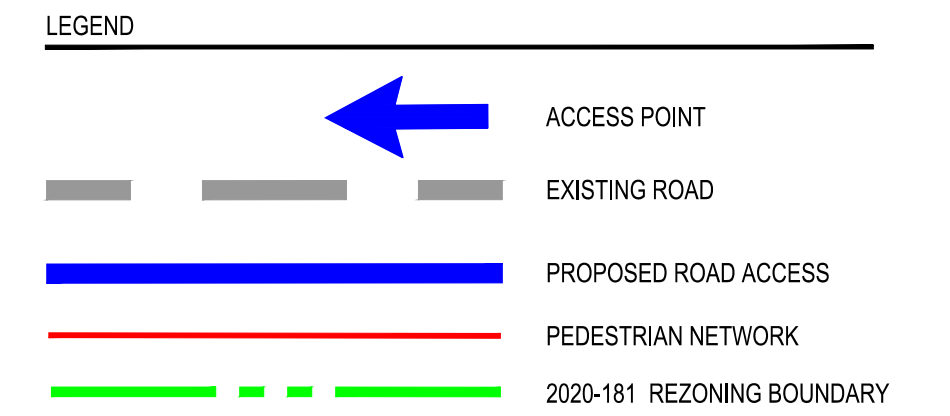 LEGEND
ACCESS POINT
EXISTING ROAD
PROPOSED ROAD ACCESS
PEDESTRIAN NETWORK
2020-181 REZONING BOUNDARY